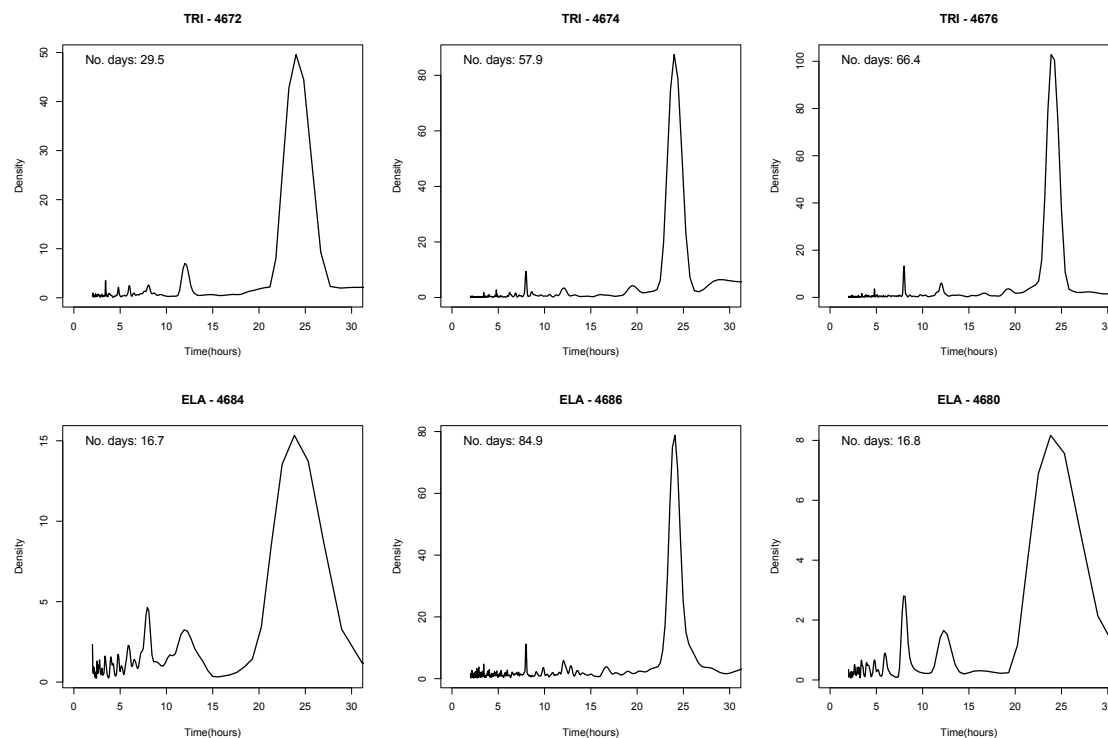 TRI - 4672
No. days: 29.5
50
40
30
20
10
0
Density
0 5 10 15 20 25 30
Time(hours)
TRI - 4674
No. days: 57.9
80
60
40
20
0
Density
0 5 10 15 20 25 30
Time(hours)
TRI - 4676
No. days: 66.4
100
80
60
40
20
0
Density
0 5 10 15 20 25 30
Time(hours)
ELA - 4684
No. days: 16.7
15
10
5
0
Density
0 5 10 15 20 25 30
Time(hours)
ELA - 4686
No. days: 84.9
80
60
40
20
0
Density
0 5 10 15 20 25 30
Time(hours)
ELA - 4680
No. days: 16.8
8
6
4
2
0
Density
0 5 10 15 20 25 30
Time(hours)